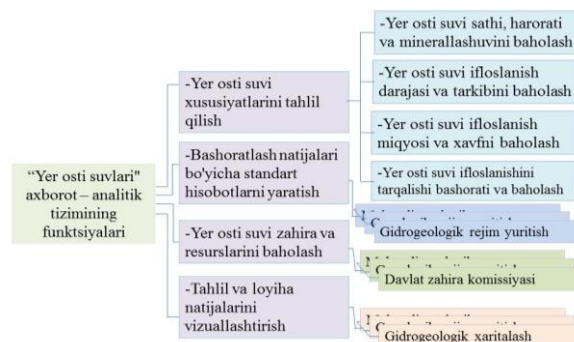 “Yer osti suvlari"
axborot – analitik
tizimining
funktsiyalari
-Yer osti suvi
xususiyatlarini tahlil
qilish
-Bashoratlash natijalari
bo'yicha standart
hisobotlarni yaratish
-Yer osti suvi zahira va
resurslarini baholash
-Tahlil va loyiha
natijalarini
vizuallashtirish
-Yer osti suvi sathi, harorati
va minerallashuvini baholash
-Yer osti suvi ifloslanish
darajasi va tarkibini baholash
-Yer osti suvi ifloslanish
miqyosi va xavfni baholash
-Yer osti suvi ifloslanishini
tarqalishi bashorati va baholash
Gidrogeologik rejim yuritish
Davlat zahira komissiyasi
Gidrogeologik xaritalash